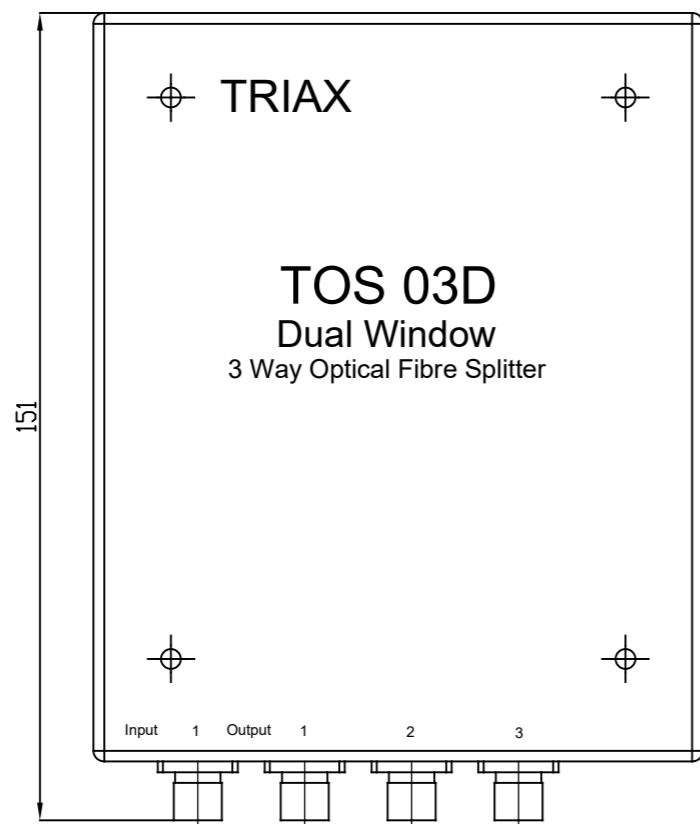 TRIAX
TOS 03D
Dual Window
3 Way Optical Fibre Splitter
151
Input 1 Output 1 2 3